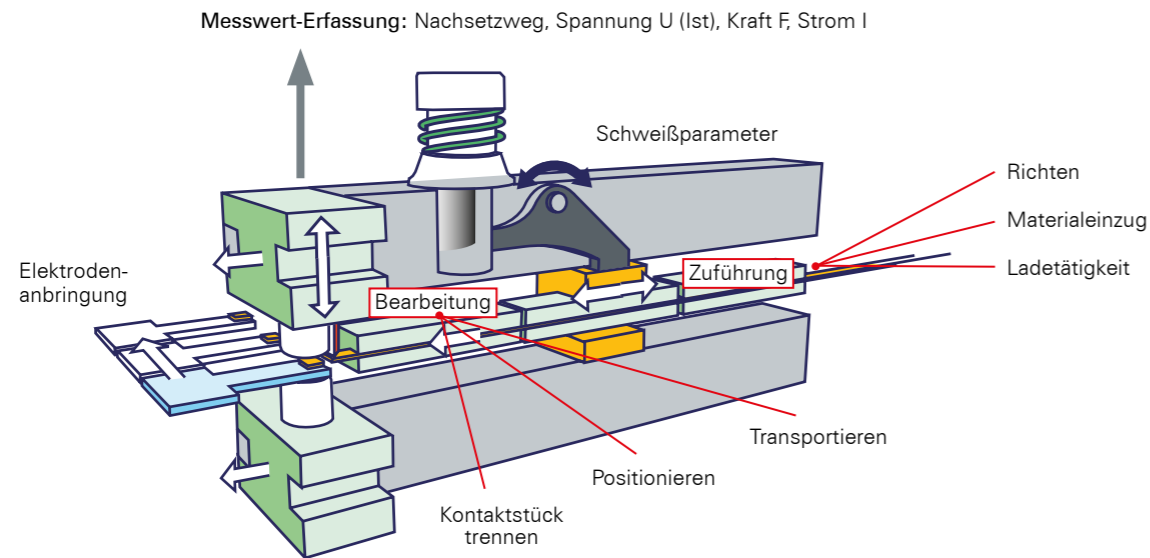 Messwert-Erfassung: Nachsetzweg, Spannung U (Ist), Kraft F, Strom I
Schweißparameter
Richten
Materialeinzug
Ladetätigkeit
Zuführung
Elektroden-
anbringung
Bearbeitung
Transportieren
Positionieren
Kontaktstück
trennen